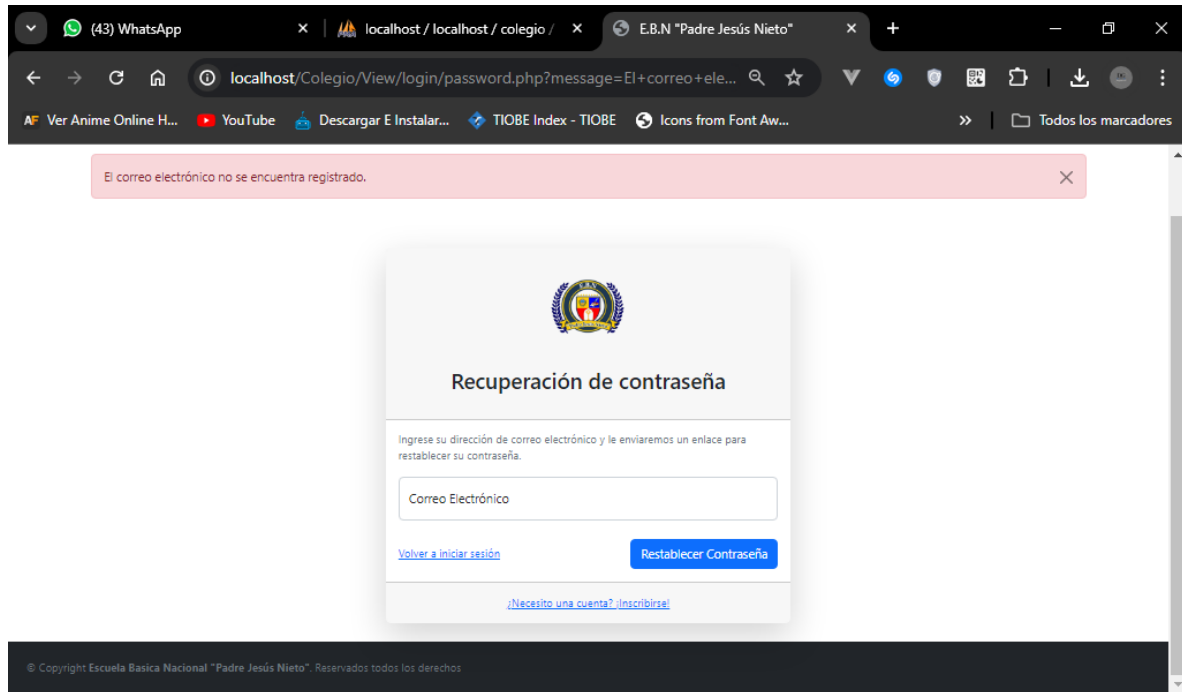 (43) WhatsApp
localhost / localhost / colegio /
E.B.N "Padre Jesús Nieto"
localhost/Colegio/View/login/password.php?message=El+correo+ele...
AF Ver Anime Online H...
YouTube
Descargar E Instalar...
TIOBE Index - TIOBE
Icons from Font Aw...
»
Todos los marcadores
El correo electrónico no se encuentra registrado.
E.B.N
Recuperación de contraseña
Ingrese su dirección de correo electrónico y le enviaremos un enlace para
restablecer su contraseña.
Correo Electrónico
Volver a iniciar sesión
Restablecer Contraseña
¿Necesito una cuenta? ¡Inscribirse!
© Copyright Escuela Basica Nacional "Padre Jesús Nieto". Reservados todos los derechos